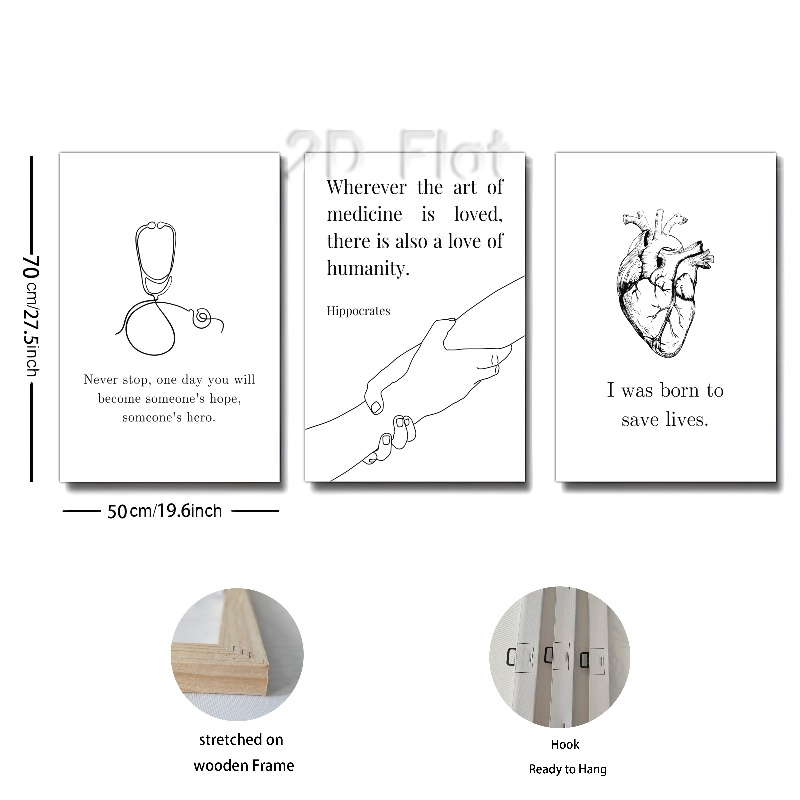 2D Flat
Never stop, one day you will
become someone's hope,
someone's hero.
Wherever the art of
medicine is loved,
there is also a love of
humanity.
Hippocrates
I was born to
save lives.
70cm/27.5inch
50cm/19.6inch
stretched on
wooden Frame
Hook
Ready to Hang